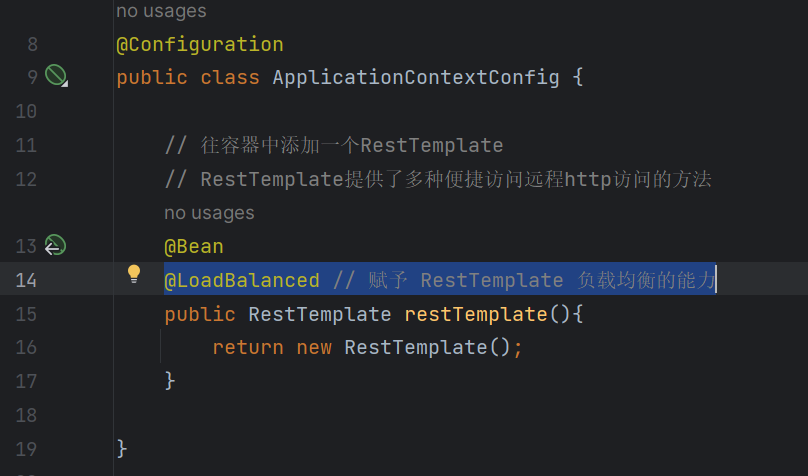 no usages
8 @Configuration
9 public class ApplicationContextConfig {
10
11 // 往容器中添加一个RestTemplate
12 // RestTemplate提供了多种便捷访问远程http访问的方法
no usages
13 @Bean
14 @LoadBalanced // 赋予 RestTemplate 负载均衡的能力
15 public RestTemplate restTemplate(){
16 return new RestTemplate();
17 }
18
19 }